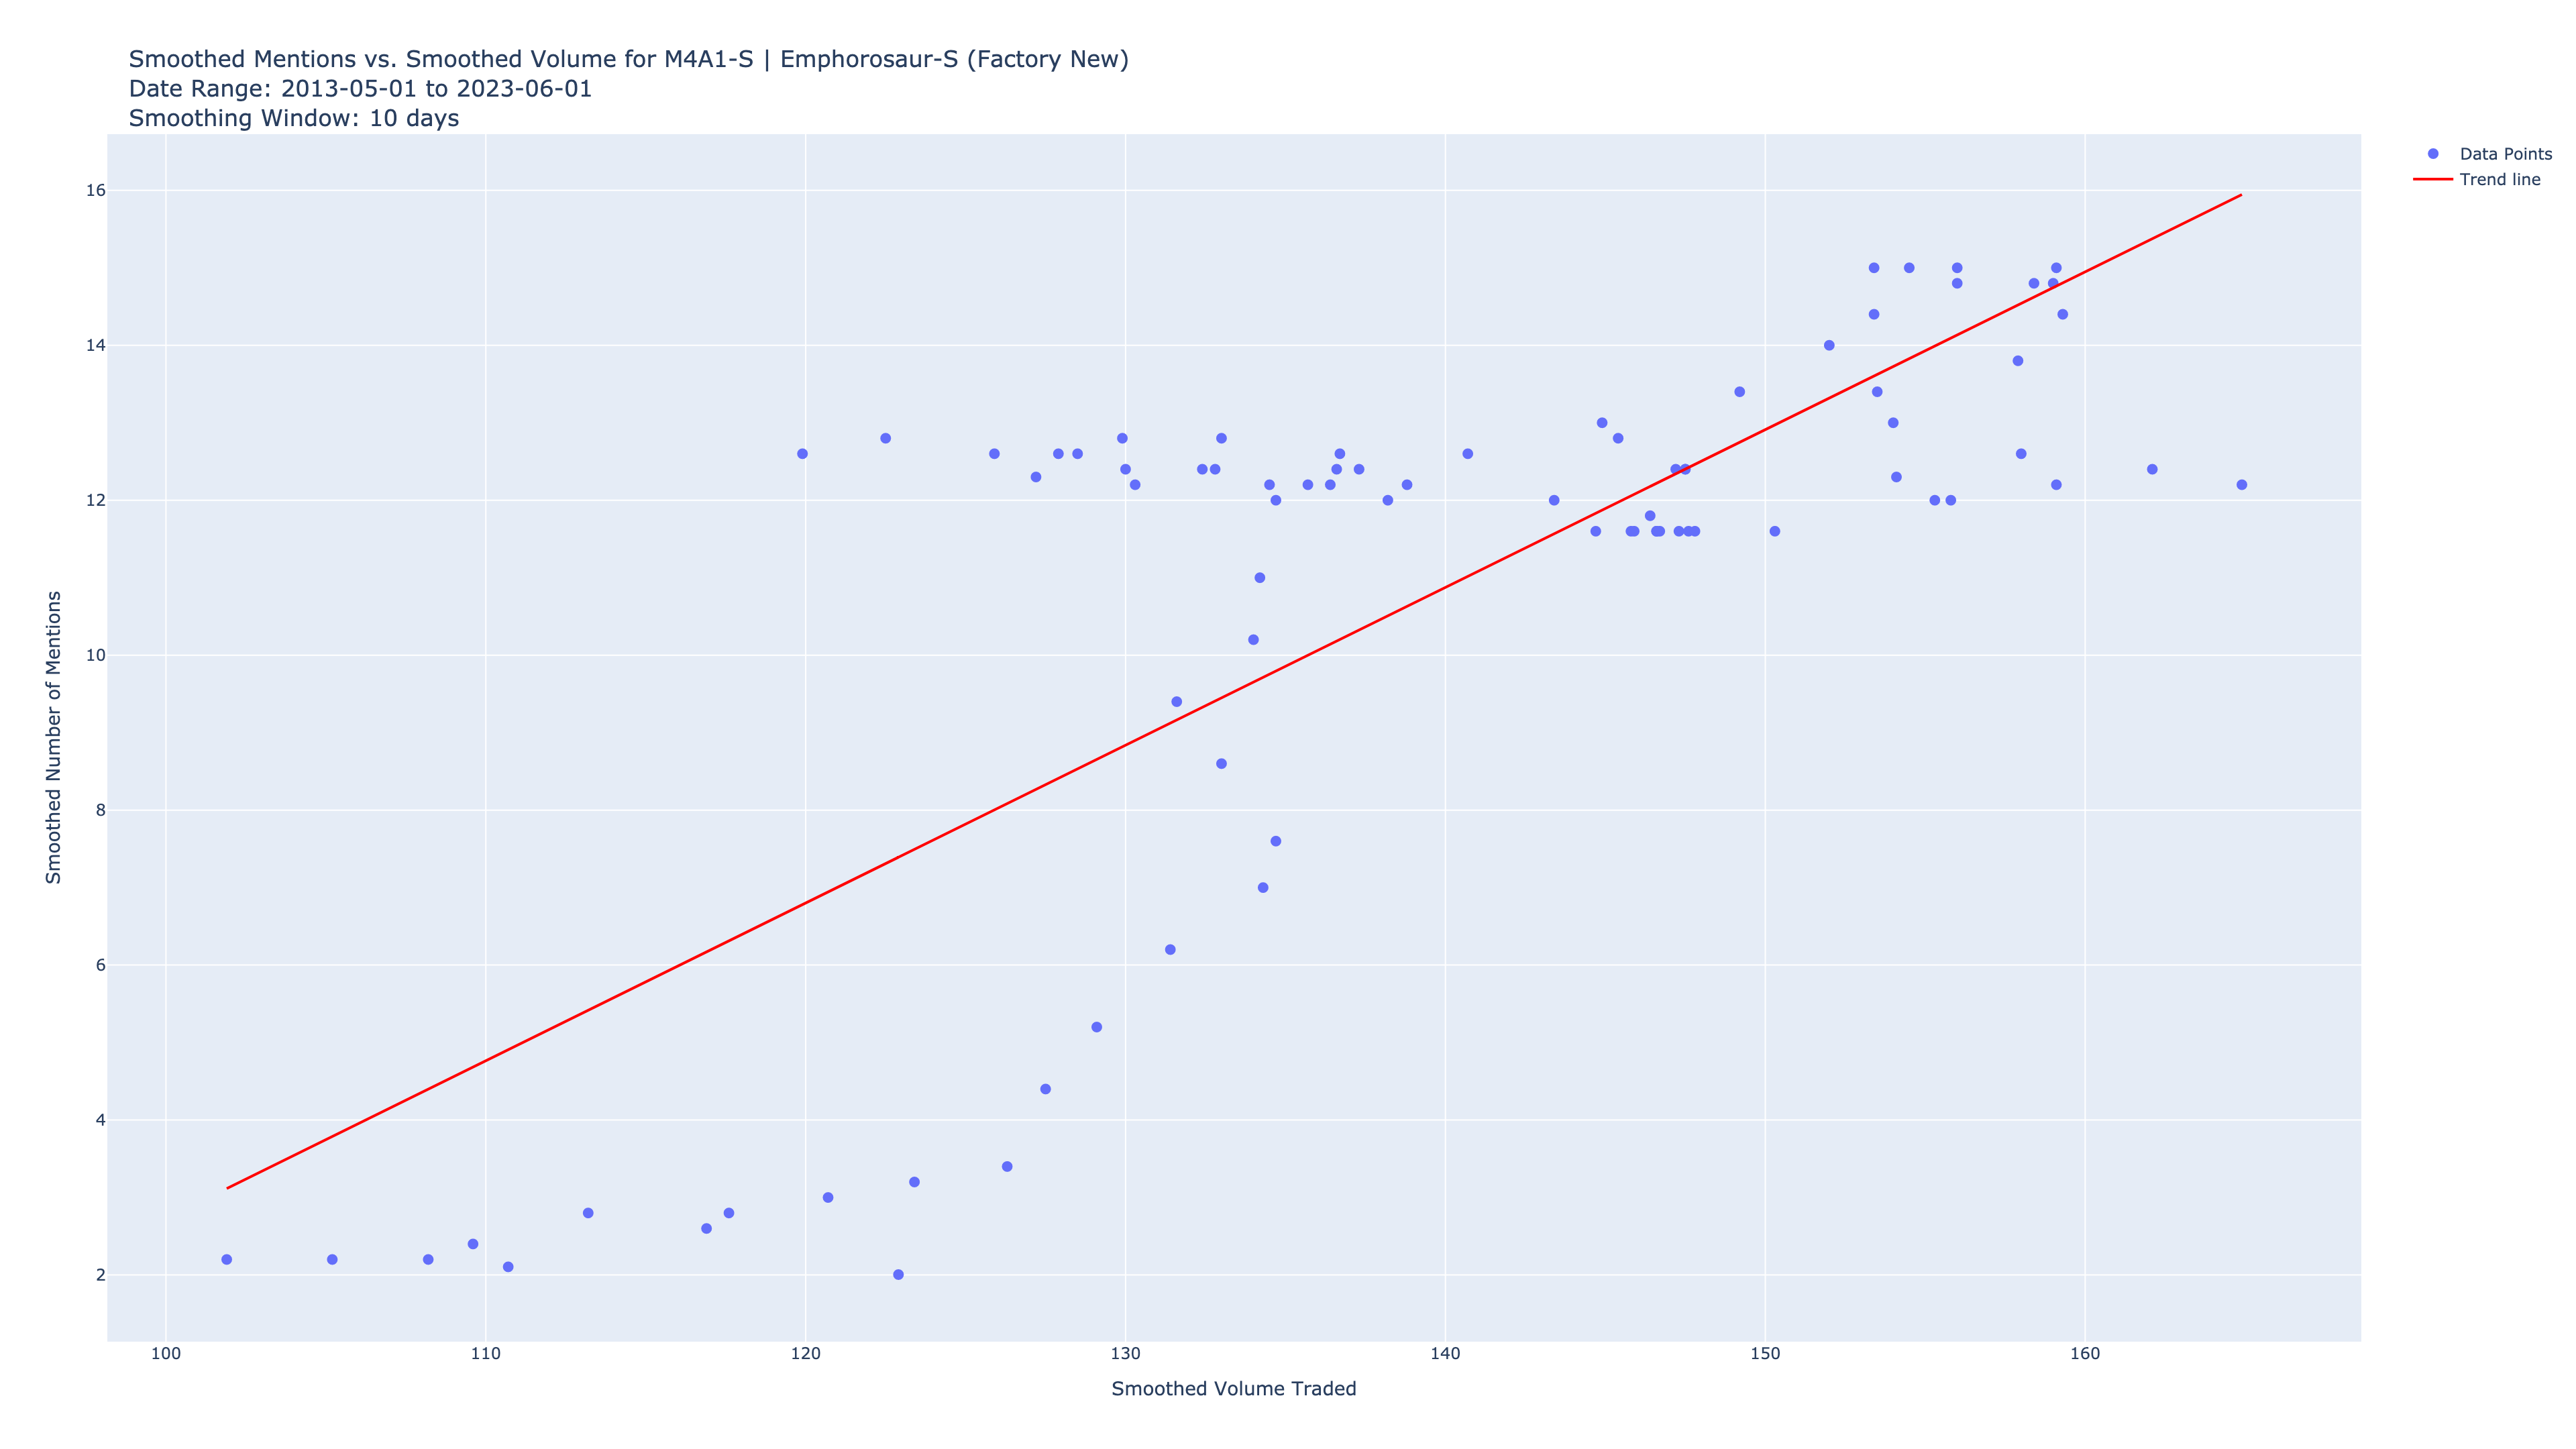 Smoothed Mentions vs. Smoothed Volume for M4A1-S | Emphorosaur-S (Factory New)
Date Range: 2013-05-01 to 2023-06-01
Smoothing Window: 10 days
Data Points
Trend line
16
14
12
10
8
6
4
2
Smoothed Number of Mentions
100
110
120
130
140
150
160
Smoothed Volume Traded